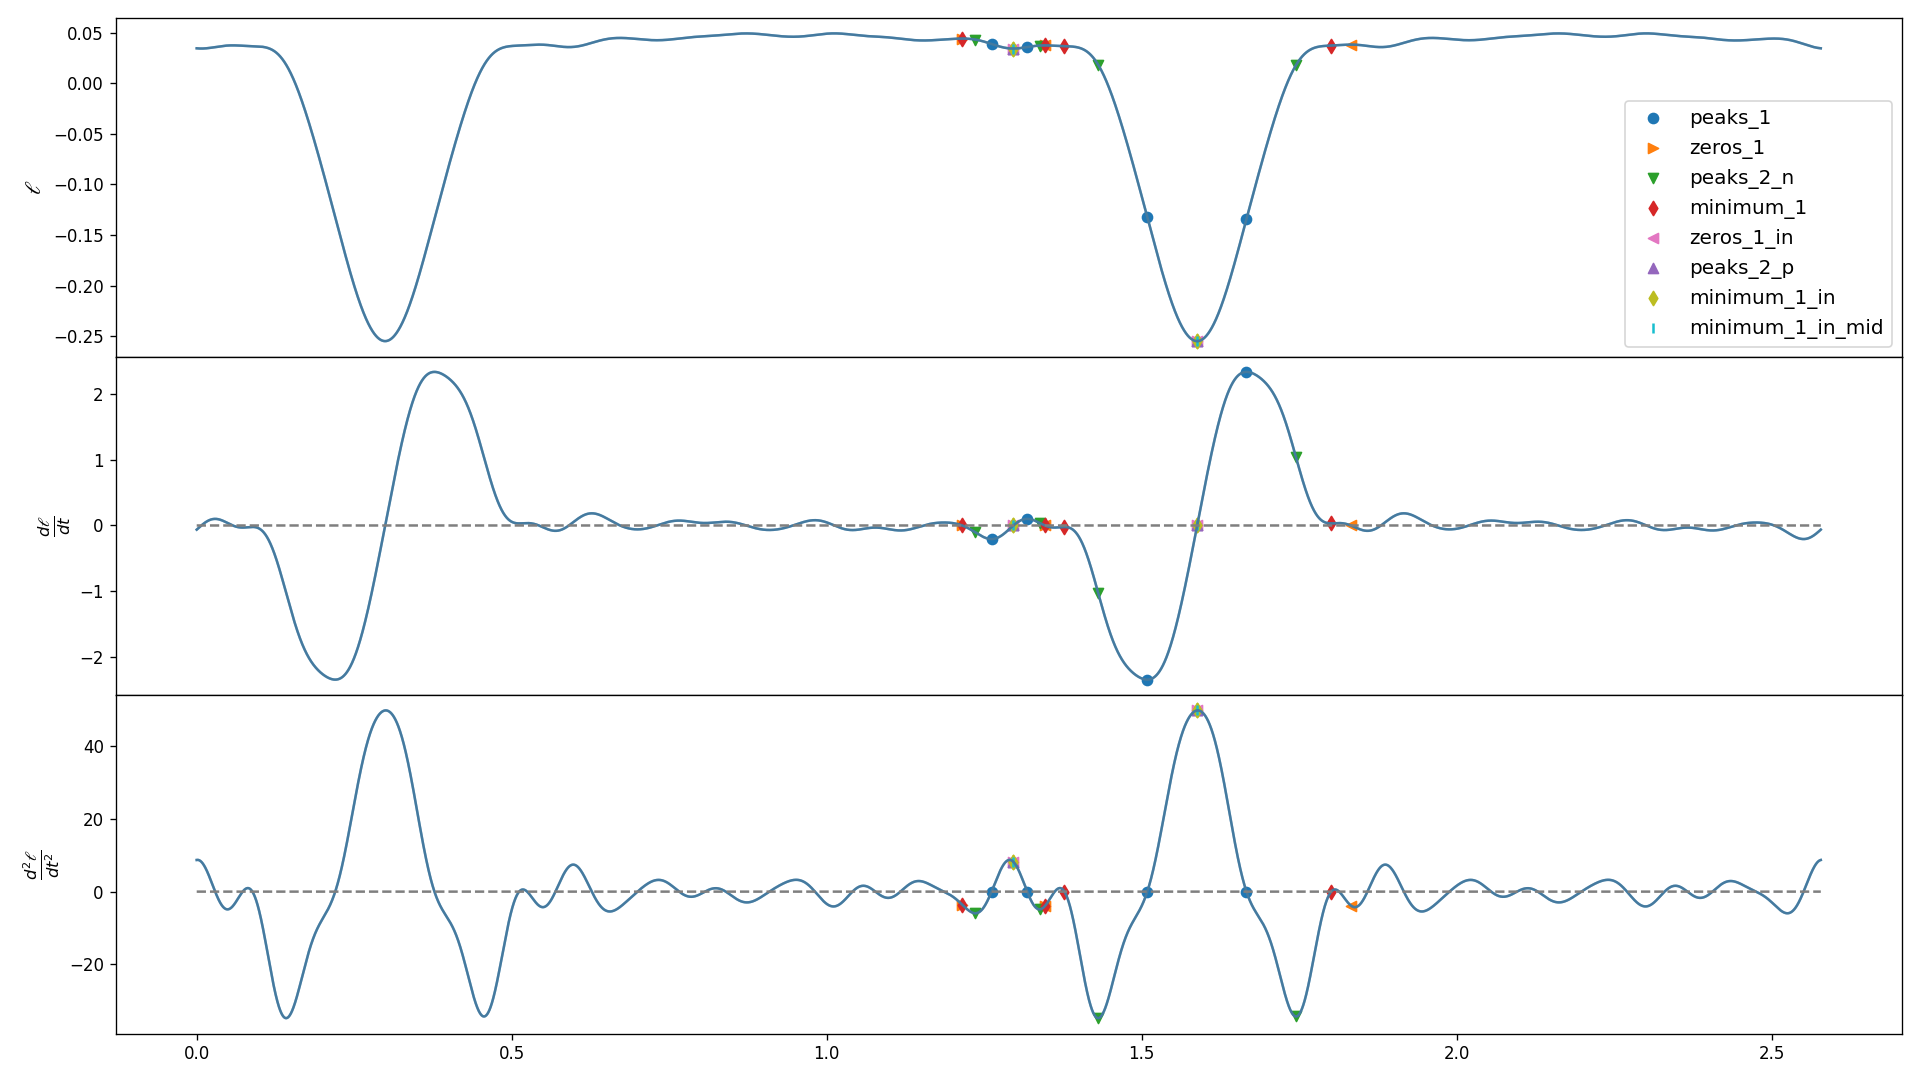 0.05
0.00
−0.05
−0.10
−0.15
−0.20
−0.25
ℓ
peaks_1
zeros_1
peaks_2_n
minimum_1
zeros_1_in
peaks_2_p
minimum_1_in
minimum_1_in_mid
2
1
0
−1
−2
dℓ/dt
40
20
0
−20
d²ℓ/dt²
0.0 0.5 1.0 1.5 2.0 2.5